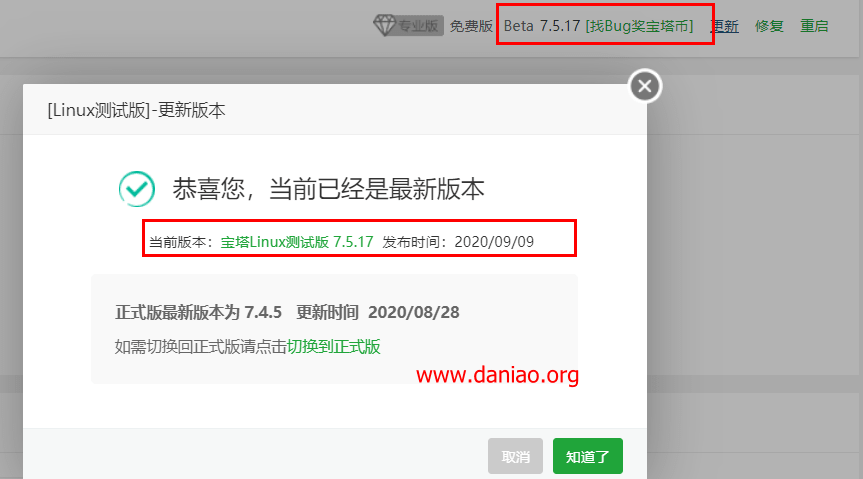 专业版 免费版 Beta 7.5.17 [找Bug奖宝塔币] 更新 修复 重启
[Linux测试版]-更新版本
恭喜您，当前已经是最新版本
当前版本：宝塔Linux测试版 7.5.17 发布时间：2020/09/09
正式版最新版本为 7.4.5 更新时间 2020/08/28
如需切换回正式版请点击切换到正式版
www.daniao.org
取消 知道了